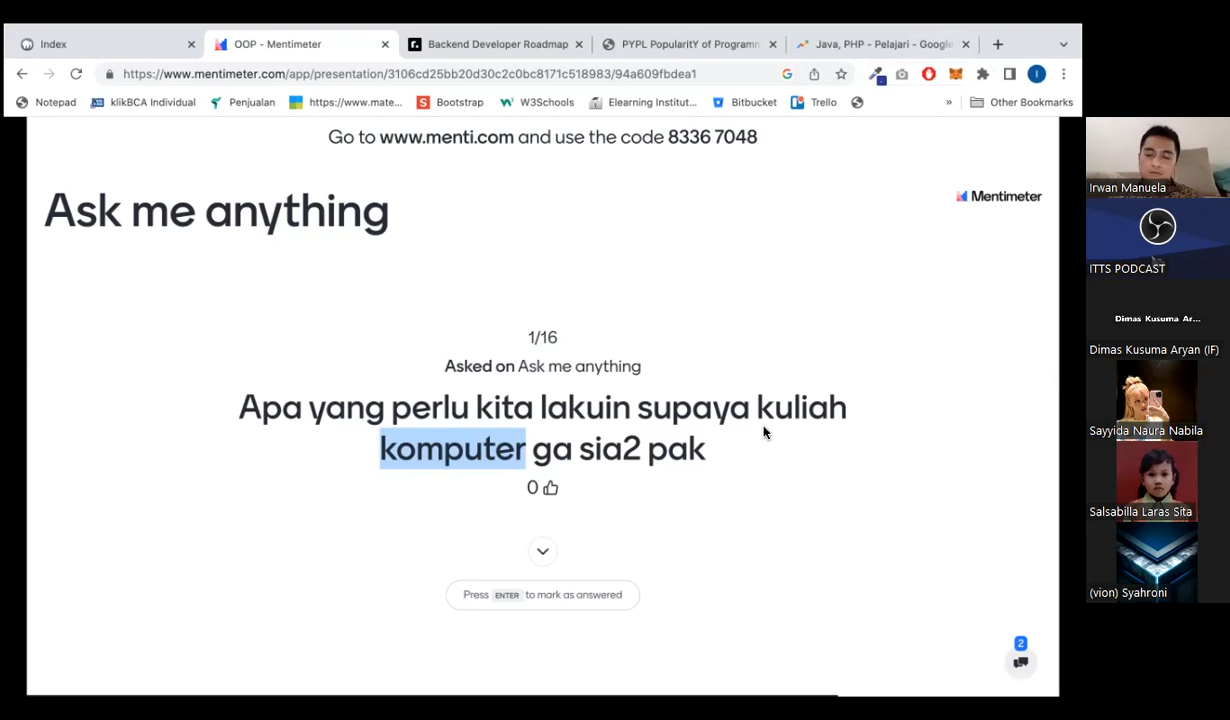 Index
OOP - Mentimeter
Backend Developer Roadmap
PYPL PopularitY of Programm
Java, PHP - Pelajari - Google
https://www.mentimeter.com/app/presentation/3106cd25bb20d30c2c0bc8171c518983/94a609fbdea1
Notepad
klikBCA Individual
Penjualan
https://www.mate...
Bootstrap
W3Schools
Elearning Institut...
Bitbucket
Trello
»
Other Bookmarks
Go to www.menti.com and use the code 8336 7048
Ask me anything
Mentimeter
1/16
Asked on Ask me anything
Apa yang perlu kita lakuin supaya kuliah
komputer ga sia2 pak
0
Press ENTER to mark as answered
2
Irwan Manuela
ITTS PODCAST
Dimas Kusuma Ar...
Dimas Kusuma Aryan (IF)
Sayyida Naura Nabila
Salsabilla Laras Sita
(vion) Syahroni